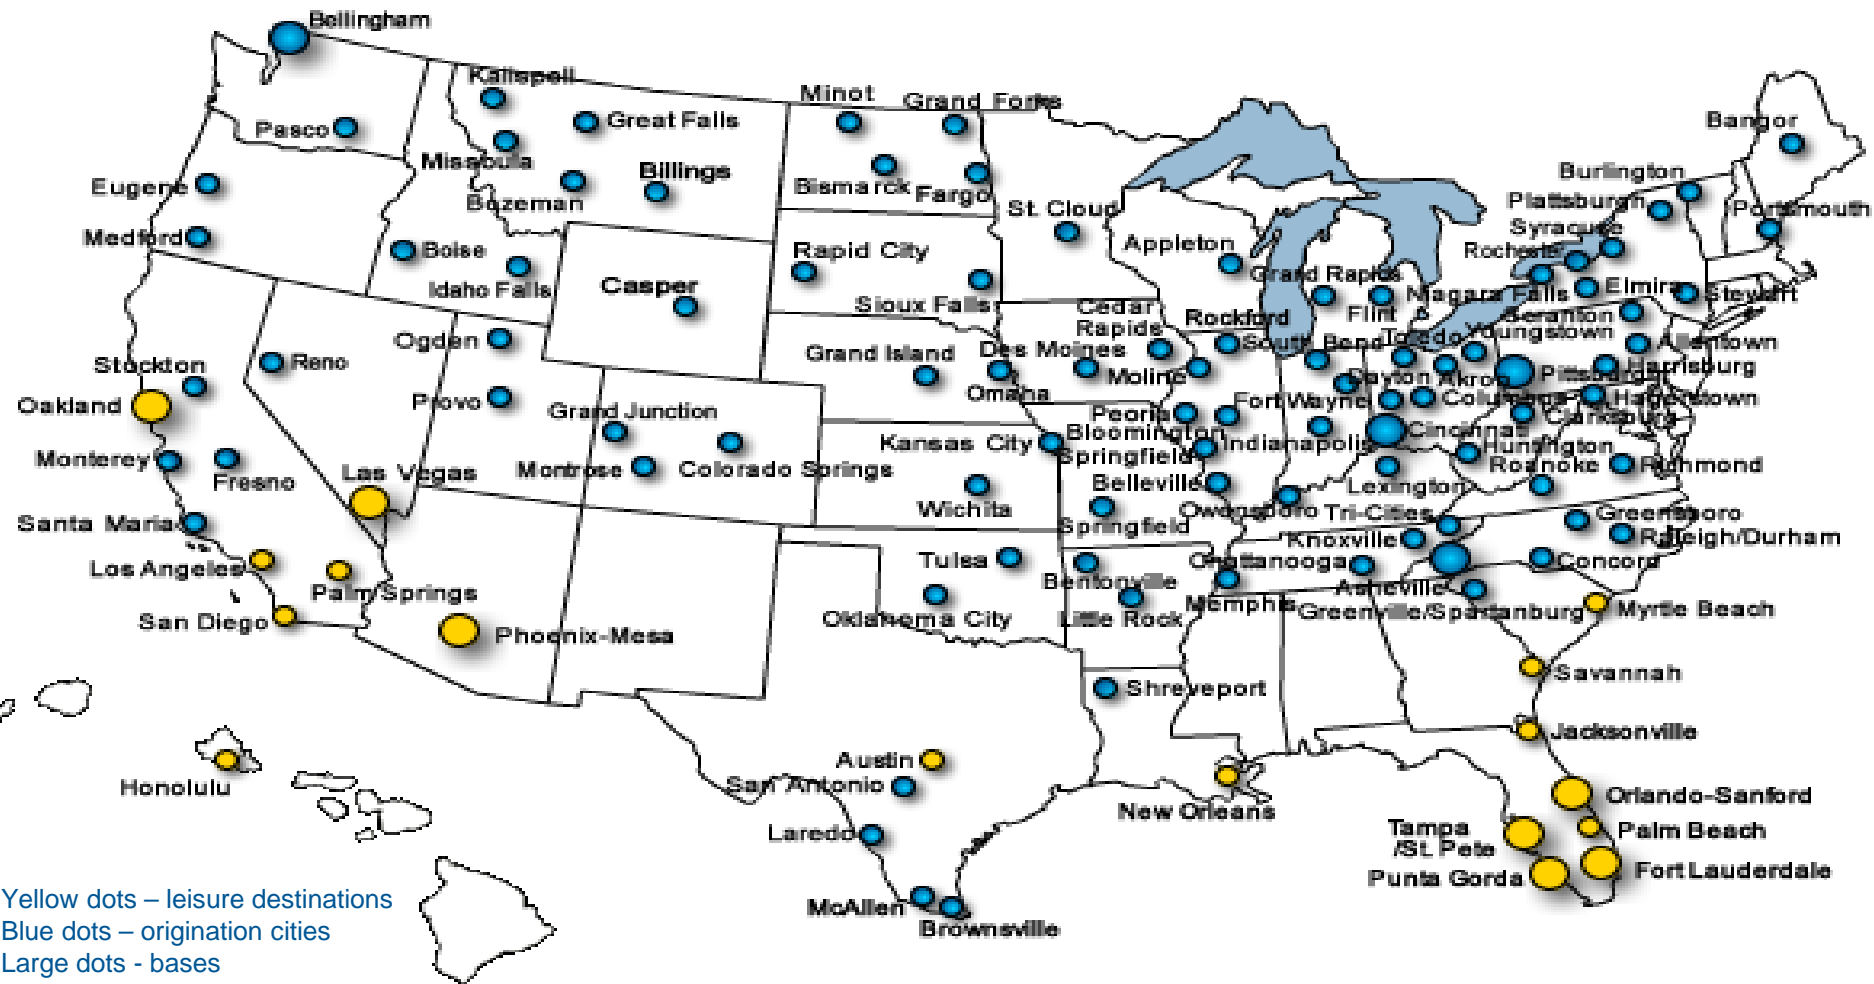 Bellingham
Kalispell
Minot
Grand Forks
Pasco
Great Falls
Bangor
Missoula
Billings
Bismarck
Fargo
Burlington
Eugene
Bozeman
St. Cloud
Plattsburgh
Portsmouth
Medford
Boise
Rapid City
Appleton
Syracuse
Rochester
Idaho Falls
Casper
Sioux Falls
Grand Rapids
Niagara Falls
Elmira
Stewart
Cedar
Rapids
Rockford
Flint
Scranton
Ogden
Grand Island
Des Moines
South Bend
Toledo
Youngstown
Allentown
Stockton
Reno
Omaha
Moline
Dayton
Akron
Pittsburgh
Harrisburg
Oakland
Provo
Grand Junction
Peoria
Fort Wayne
Columbus
Hagerstown
Clarksburg
Monterey
Fresno
Las Vegas
Montrose
Colorado Springs
Kansas City
Bloomington
Springfield
Indianapolis
Cincinnati
Huntington
Roanoke
Richmond
Santa Maria
Wichita
Belleville
Springfield
Owensboro
Lexington
Tri-Cities
Greensboro
Los Angeles
Palm Springs
Tulsa
Bentonville
Knoxville
Chattanooga
Raleigh/Durham
Concord
San Diego
Phoenix-Mesa
Oklahoma City
Little Rock
Memphis
Asheville
Greenville/Spartanburg
Myrtle Beach
Shreveport
Savannah
Honolulu
Austin
San Antonio
New Orleans
Jacksonville
Laredo
Orlando-Sanford
Tampa
/St. Pete
Palm Beach
Punta Gorda
Fort Lauderdale
McAllen
Brownsville
Yellow dots – leisure destinations
Blue dots – origination cities
Large dots - bases